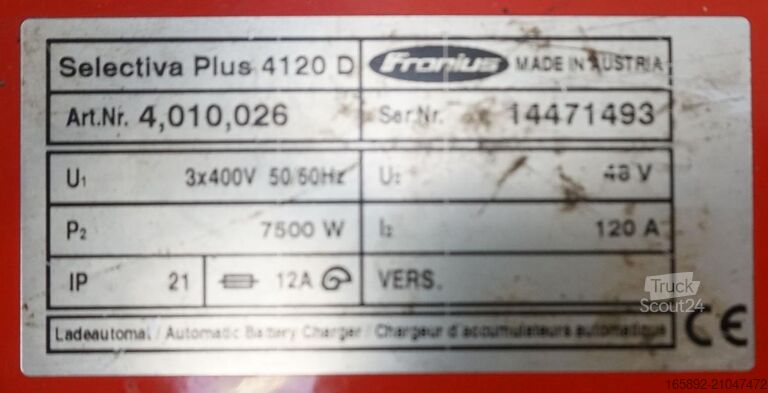 Selectiva Plus 4120 D Fronius MADE IN AUSTRIA
Art.Nr. 4,010,026 Ser.Nr. 14471493
U1 3x400V 50/60Hz U2 48 V
P2 7500 W I2 120 A
IP 21 12A VERS.
Truck
Scout24
Ladeautomat / Automatic Battery Charger / Chargeur d'accumulateurs automatique CE
165892-21047472